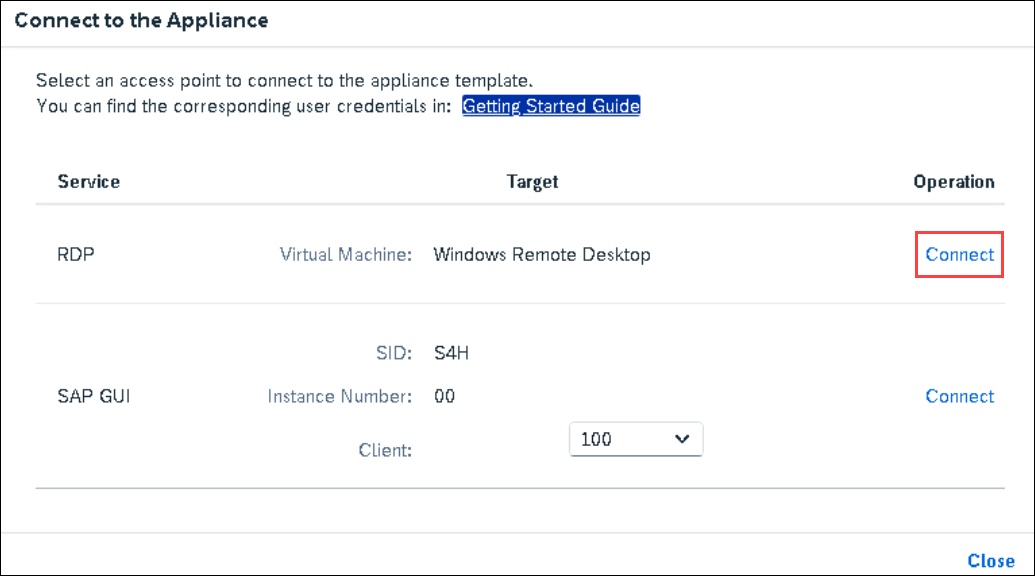 Connect to the Appliance
Select an access point to connect to the appliance template.
You can find the corresponding user credentials in: Getting Started Guide
Service Target Operation
RDP Virtual Machine: Windows Remote Desktop Connect
SID: S4H
SAP GUI Instance Number: 00 Connect
Client: 100
Close